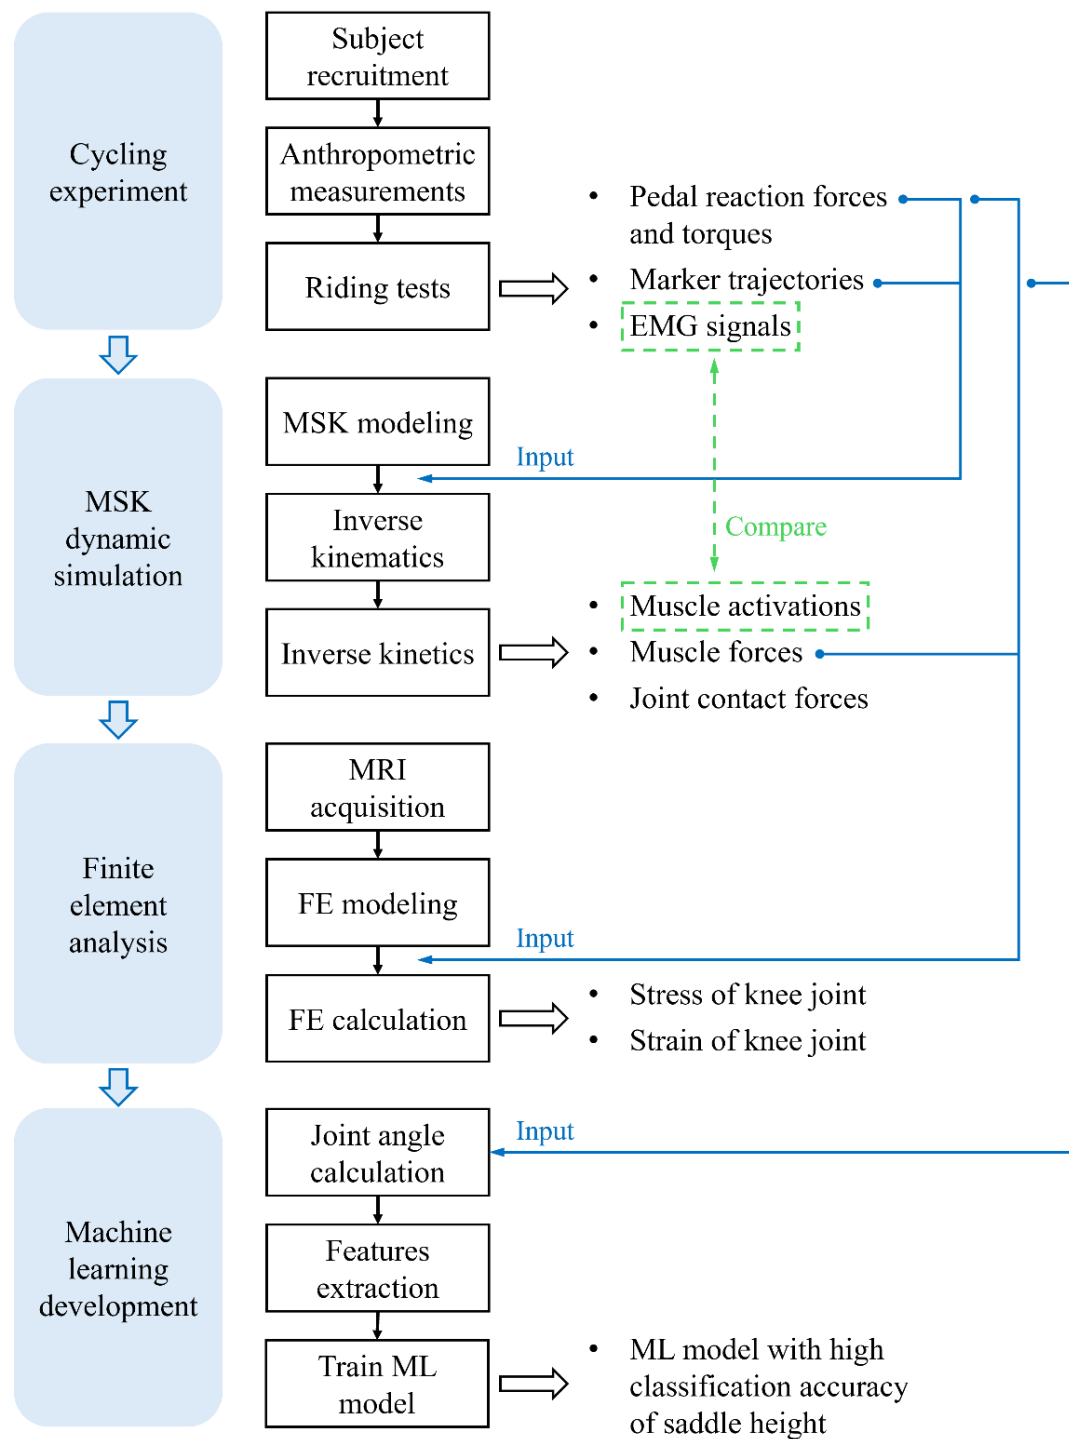 Cycling
experiment
Subject
recruitment
Anthropometric
measurements
Riding tests
• Pedal reaction forces
and torques
• Marker trajectories
• EMG signals
MSK
dynamic
simulation
MSK modeling
Input
Inverse
kinematics
Compare
Inverse kinetics
• Muscle activations
• Muscle forces
• Joint contact forces
Finite
element
analysis
MRI
acquisition
FE modeling
Input
FE calculation
• Stress of knee joint
• Strain of knee joint
Machine
learning
development
Joint angle
calculation
Input
Features
extraction
Train ML
model
• ML model with high
classification accuracy
of saddle height